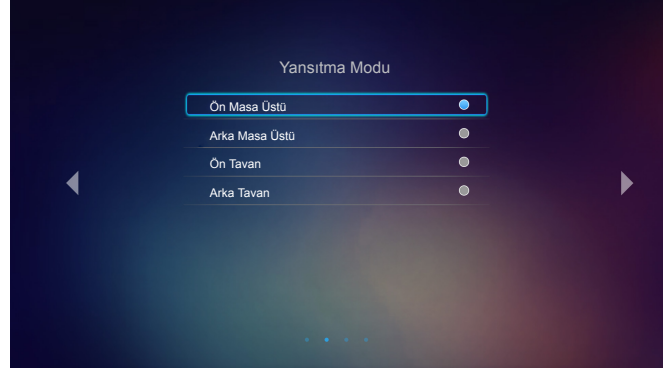 Yansıtma Modu
Ön Masa Üstü
Arka Masa Üstü
Ön Tavan
Arka Tavan